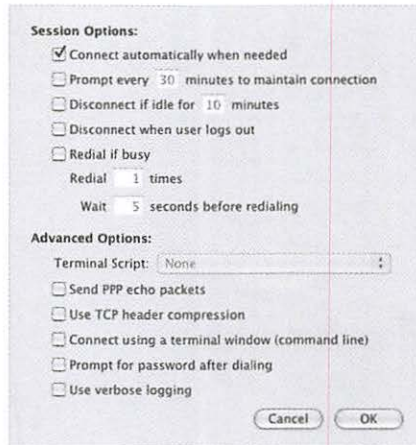 Session Options:
Connect automatically when needed
Prompt every 30 minutes to maintain connection
Disconnect if idle for 10 minutes
Disconnect when user logs out
Redial if busy
Redial 1 times
Wait 5 seconds before redialing
Advanced Options:
Terminal Script: None
Send PPP echo packets
Use TCP header compression
Connect using a terminal window (command line)
Prompt for password after dialing
Use verbose logging
Cancel OK